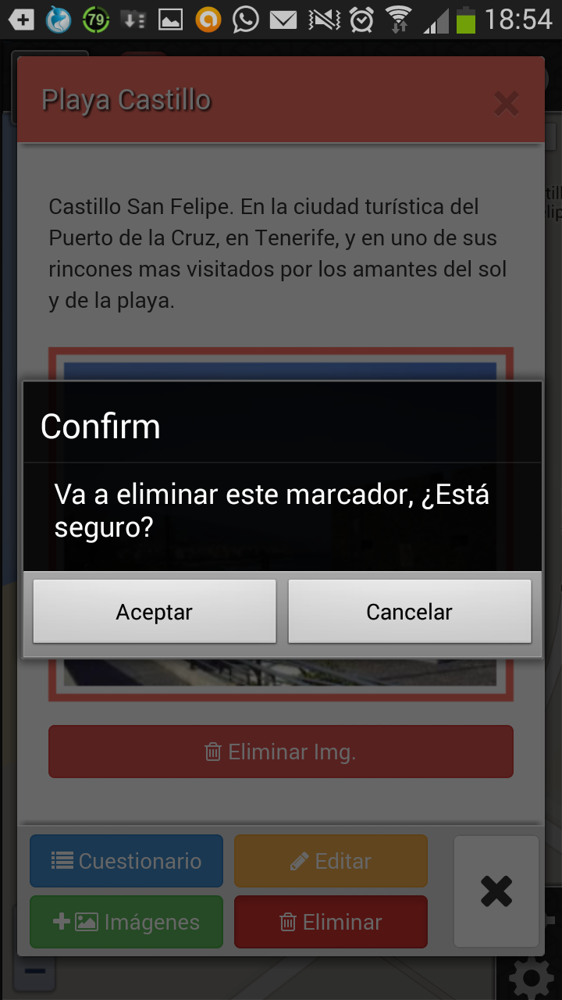 79
18:54
Playa Castillo
Castillo San Felipe. En la ciudad turística del
Puerto de la Cruz, en Tenerife, y en uno de sus
rincones mas visitados por los amantes del sol
y de la playa.
Confirm
Va a eliminar este marcador, ¿Está
seguro?
Aceptar
Cancelar
Eliminar Img.
Cuestionario
Editar
Imágenes
Eliminar